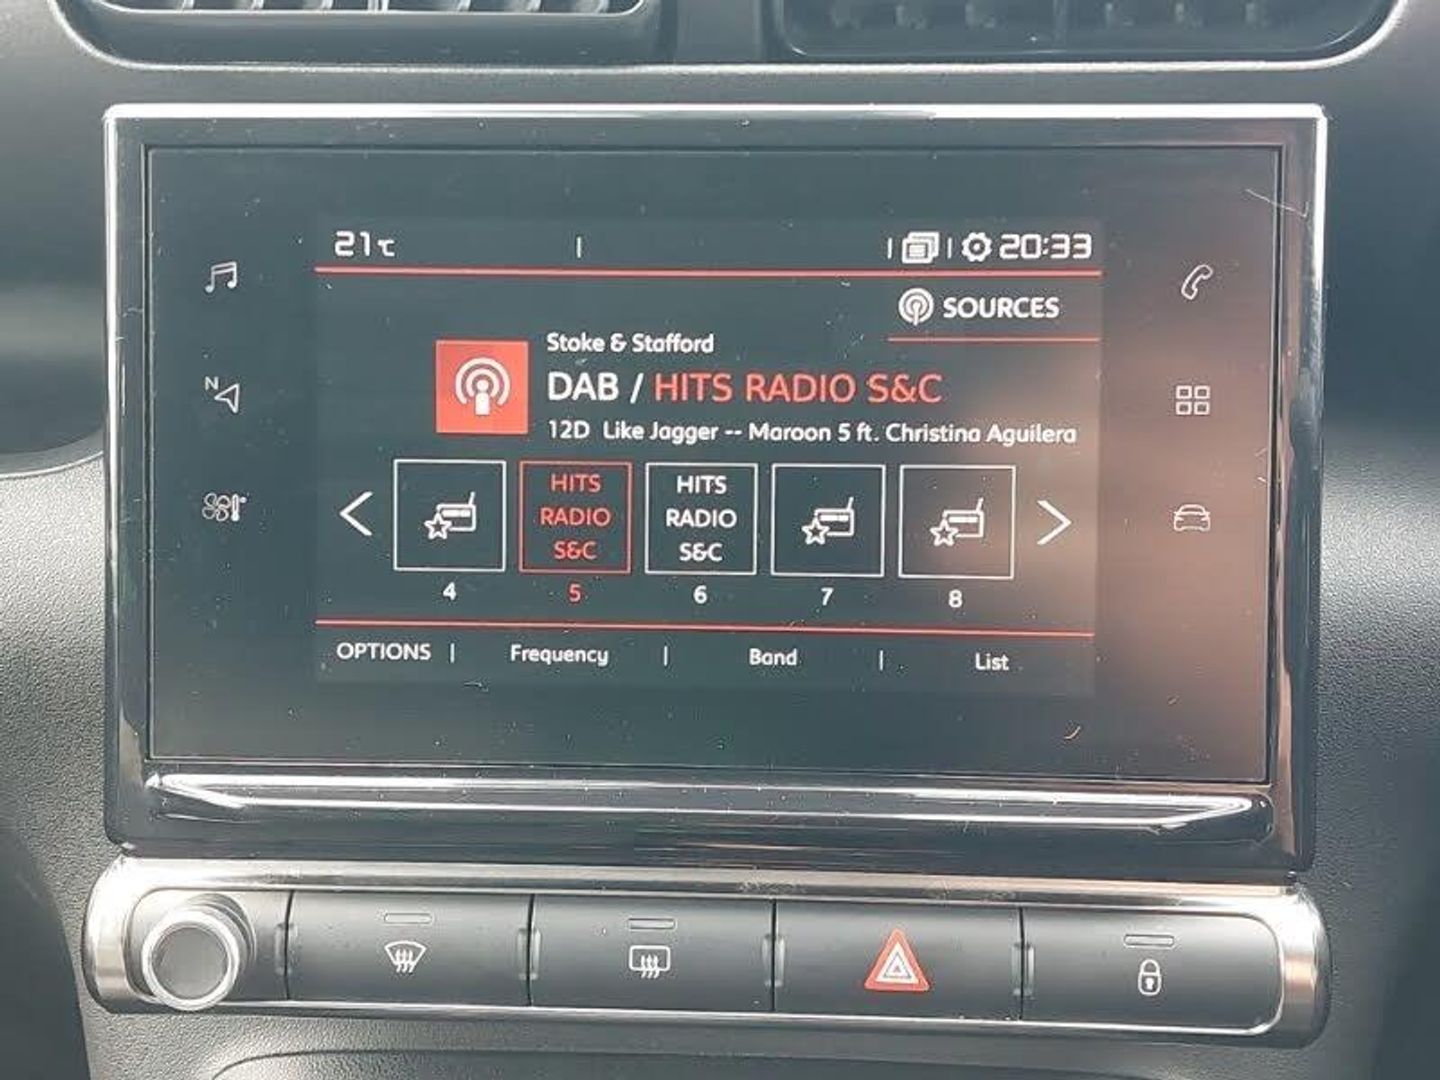 21°C
20:33
SOURCES
Stoke & Stafford
DAB / HITS RADIO S&C
12D Like Jagger -- Maroon 5 ft. Christina Aguilera
HITS RADIO S&C
HITS RADIO S&C
4 5 6 7 8
OPTIONS | Frequency | Band | List
N